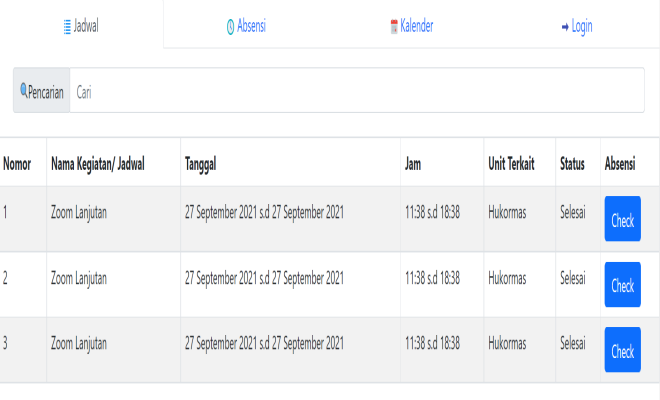 Jadwal Absensi Kalender Login
Pencarian Cari
Nomor Nama Kegiatan/ Jadwal Tanggal Jam Unit Terkait Status Absensi
1 Zoom Lanjutan 27 September 2021 s.d 27 September 2021 11:38 s.d 18:38 Hukormas Selesai Check
2 Zoom Lanjutan 27 September 2021 s.d 27 September 2021 11:38 s.d 18:38 Hukormas Selesai Check
3 Zoom Lanjutan 27 September 2021 s.d 27 September 2021 11:38 s.d 18:38 Hukormas Selesai Check